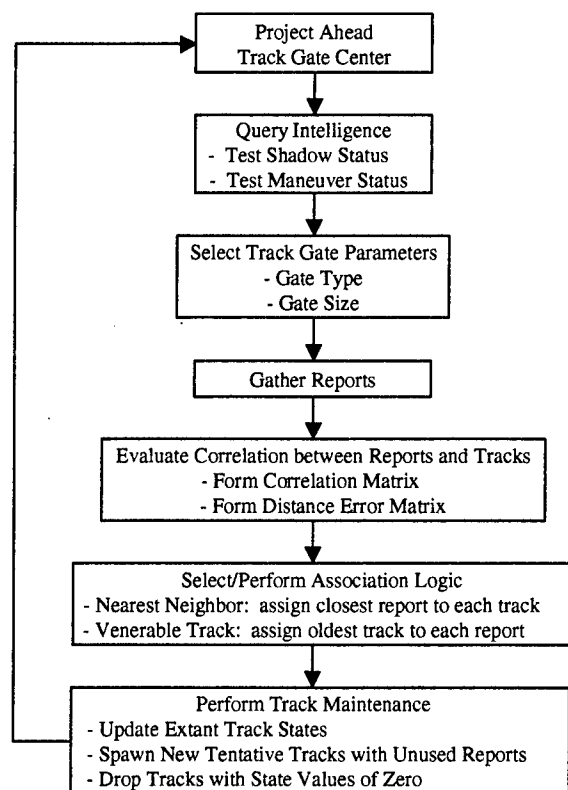 Project Ahead
Track Gate Center
Query Intelligence
- Test Shadow Status
- Test Maneuver Status
Select Track Gate Parameters
- Gate Type
- Gate Size
Gather Reports
Evaluate Correlation between Reports and Tracks
- Form Correlation Matrix
- Form Distance Error Matrix
Select/Perform Association Logic
- Nearest Neighbor: assign closest report to each track
- Venerable Track: assign oldest track to each report
Perform Track Maintenance
- Update Extant Track States
- Spawn New Tentative Tracks with Unused Reports
- Drop Tracks with State Values of Zero